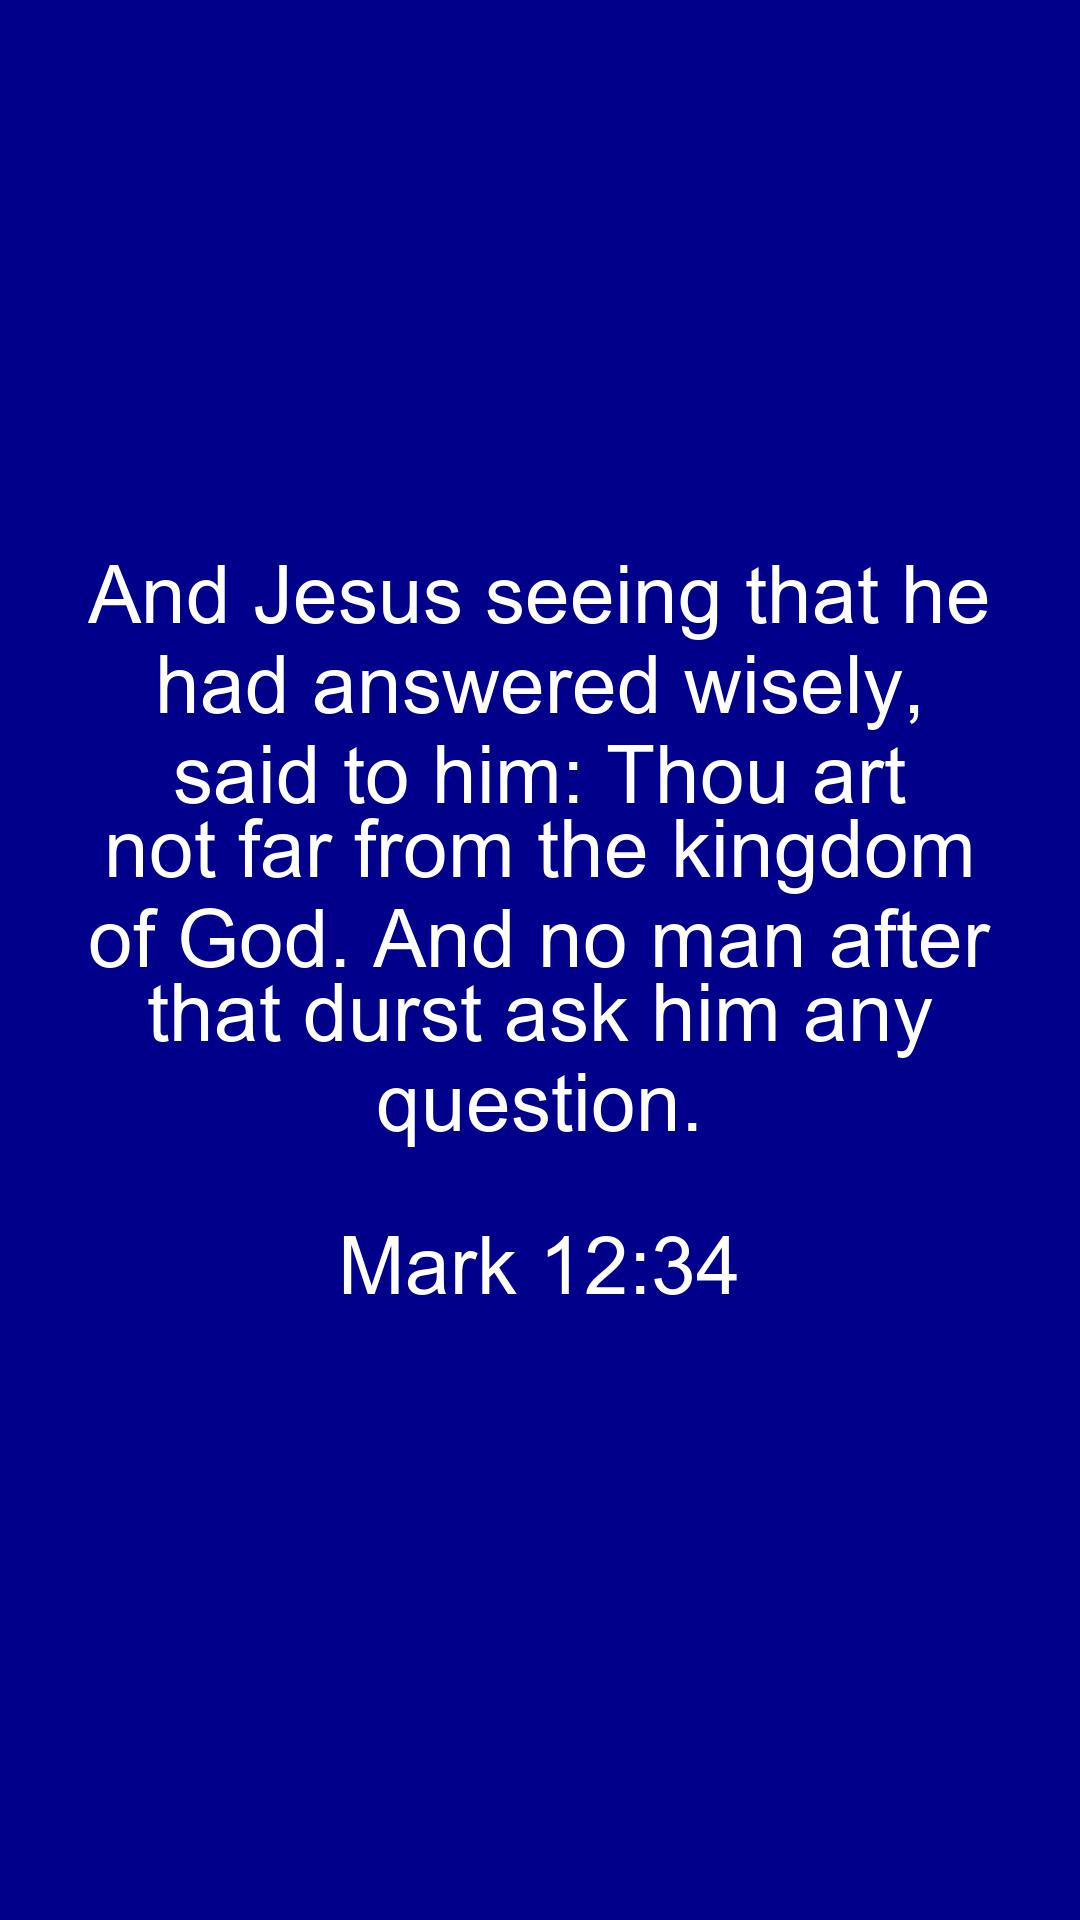 And Jesus seeing that he
had answered wisely,
said to him: Thou art
not far from the kingdom
of God. And no man after
that durst ask him any
question.
Mark 12:34